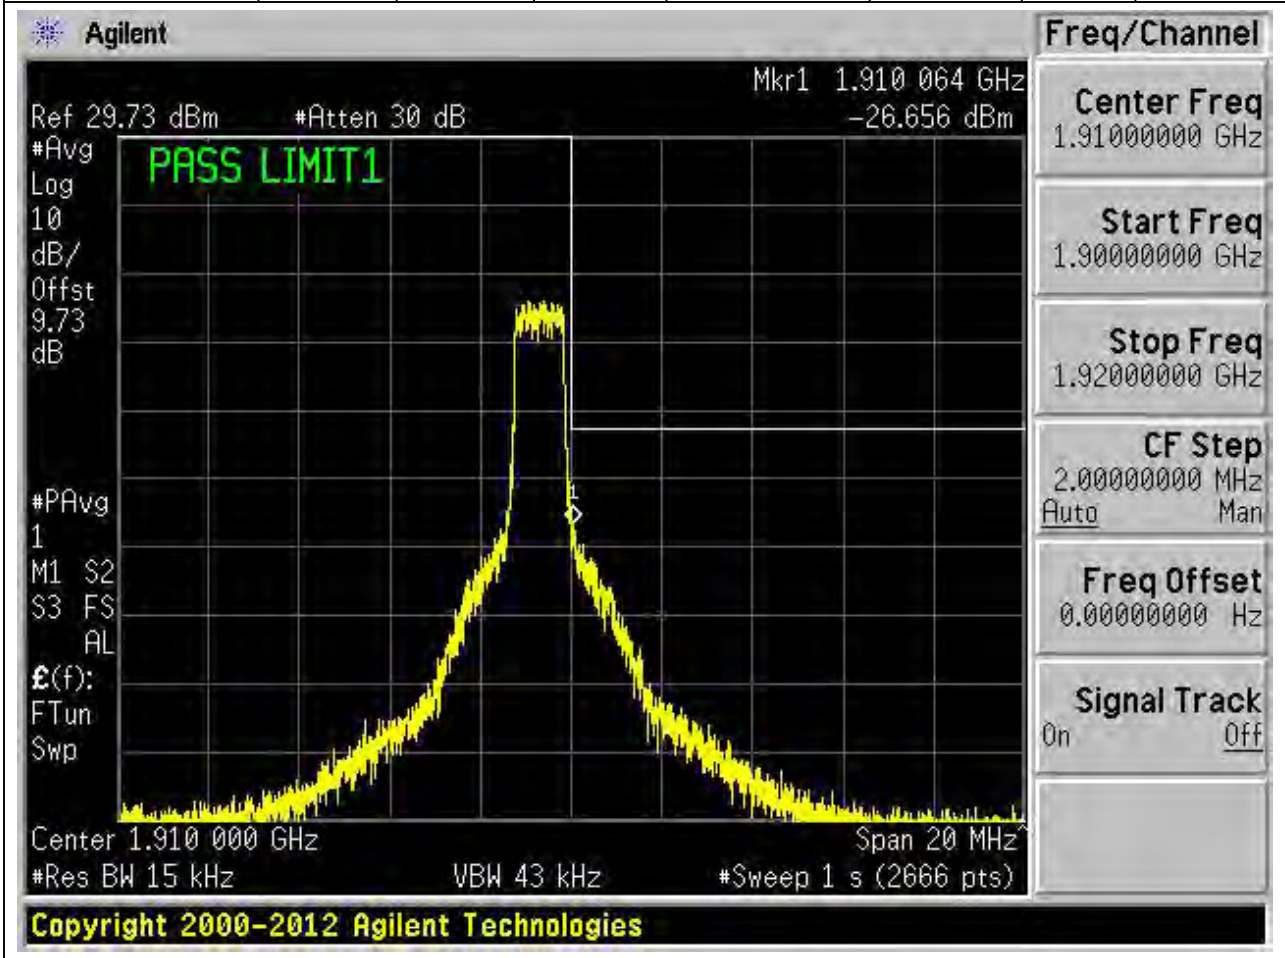 Agilent
Freq/Channel
Mkr1 1.910 064 GHz
Ref 29.73 dBm #Atten 30 dB -26.656 dBm
#Avg
Log
10
dB/
Offst
9.73
dB
PASS LIMIT1
1
#PAvg
1
M1 S2
S3 FS
AL
£(f):
FTun
Swp
Center 1.910 000 GHz Span 20 MHz^
#Res BW 15 kHz VBW 43 kHz #Sweep 1 s (2666 pts)
Copyright 2000-2012 Agilent Technologies
Center Freq
1.91000000 GHz
Start Freq
1.90000000 GHz
Stop Freq
1.92000000 GHz
CF Step
2.00000000 MHz
Auto Man
Freq Offset
0.00000000 Hz
Signal Track
On Off